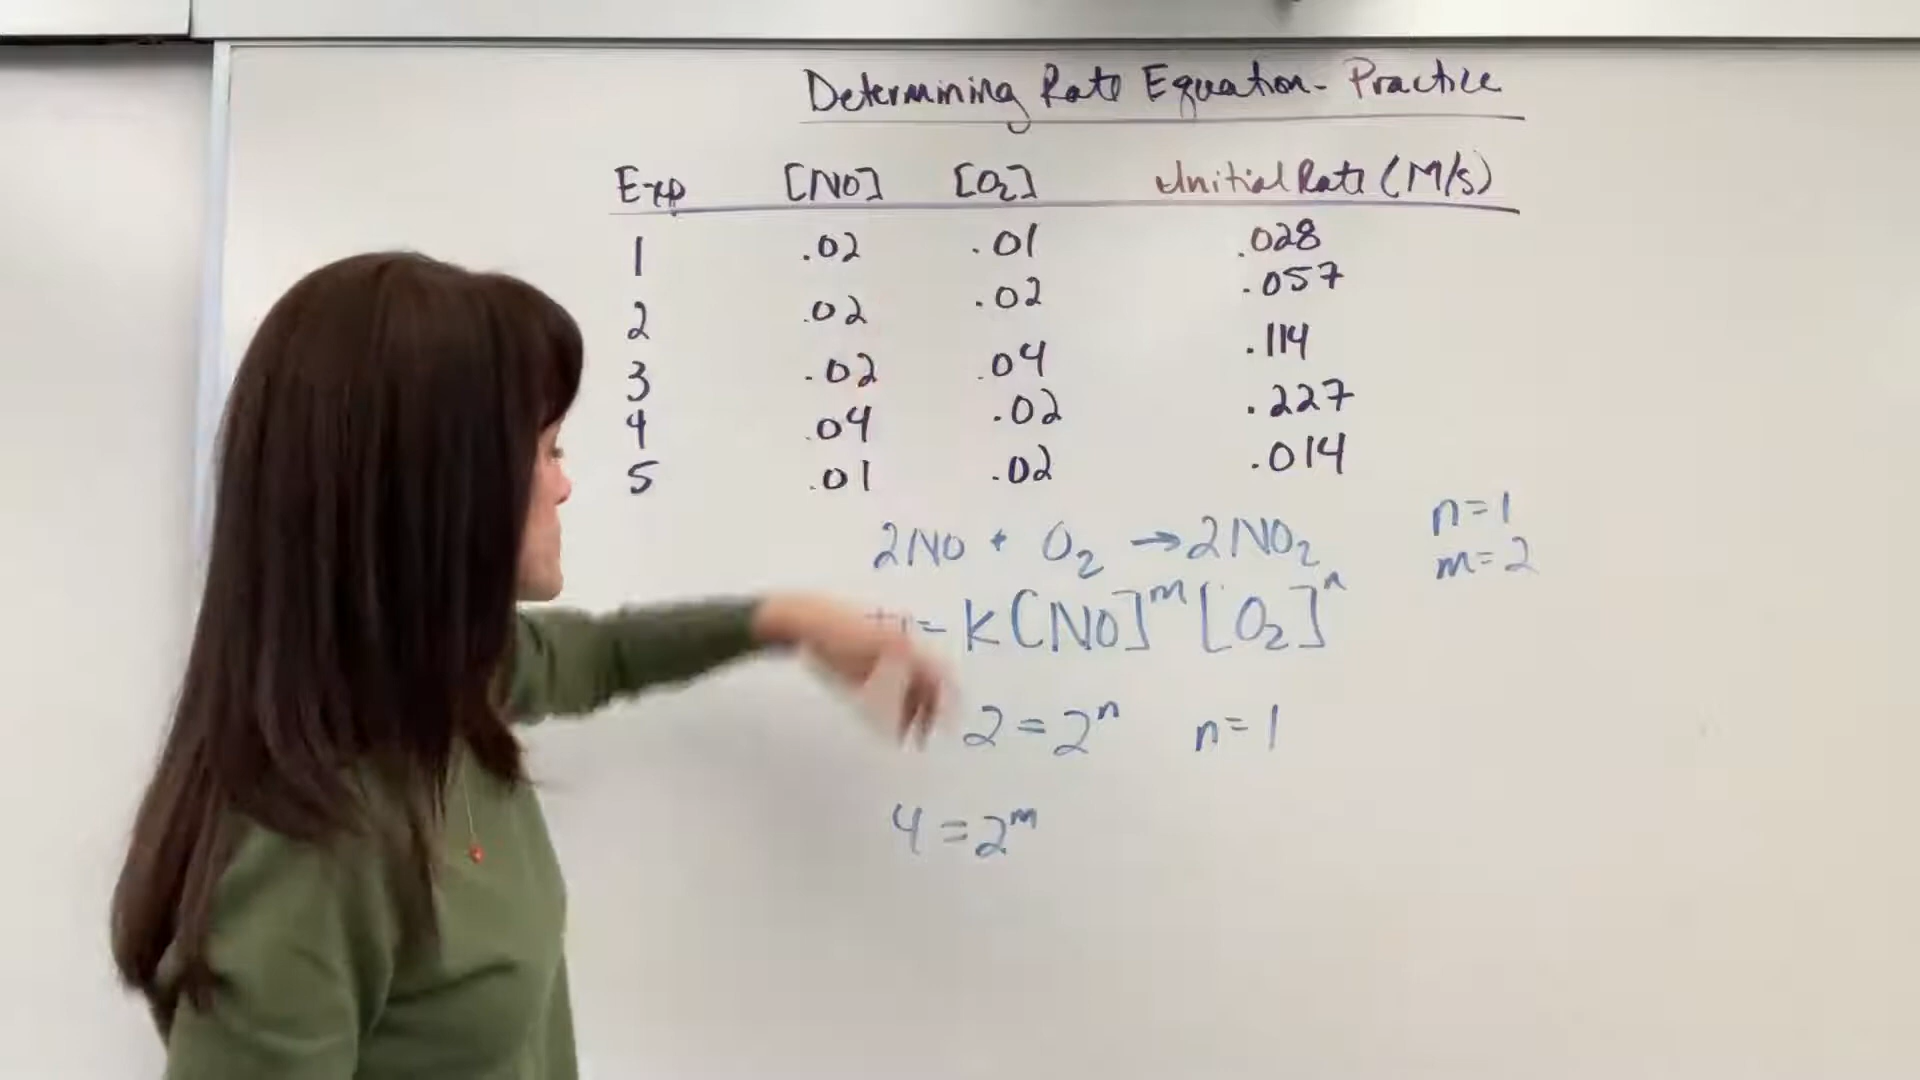 Determining Rate Equation - Practice
Exp [NO] [O2] Initial Rate (M/s)
1 .02 .01 .028
2 .02 .02 .057
3 .02 .04 .114
4 .04 .02 .227
5 .01 .02 .014
2NO + O2 → 2NO2
n=1
m=2
= K[NO]^m [O2]^n
2 = 2^n n=1
4 = 2^m